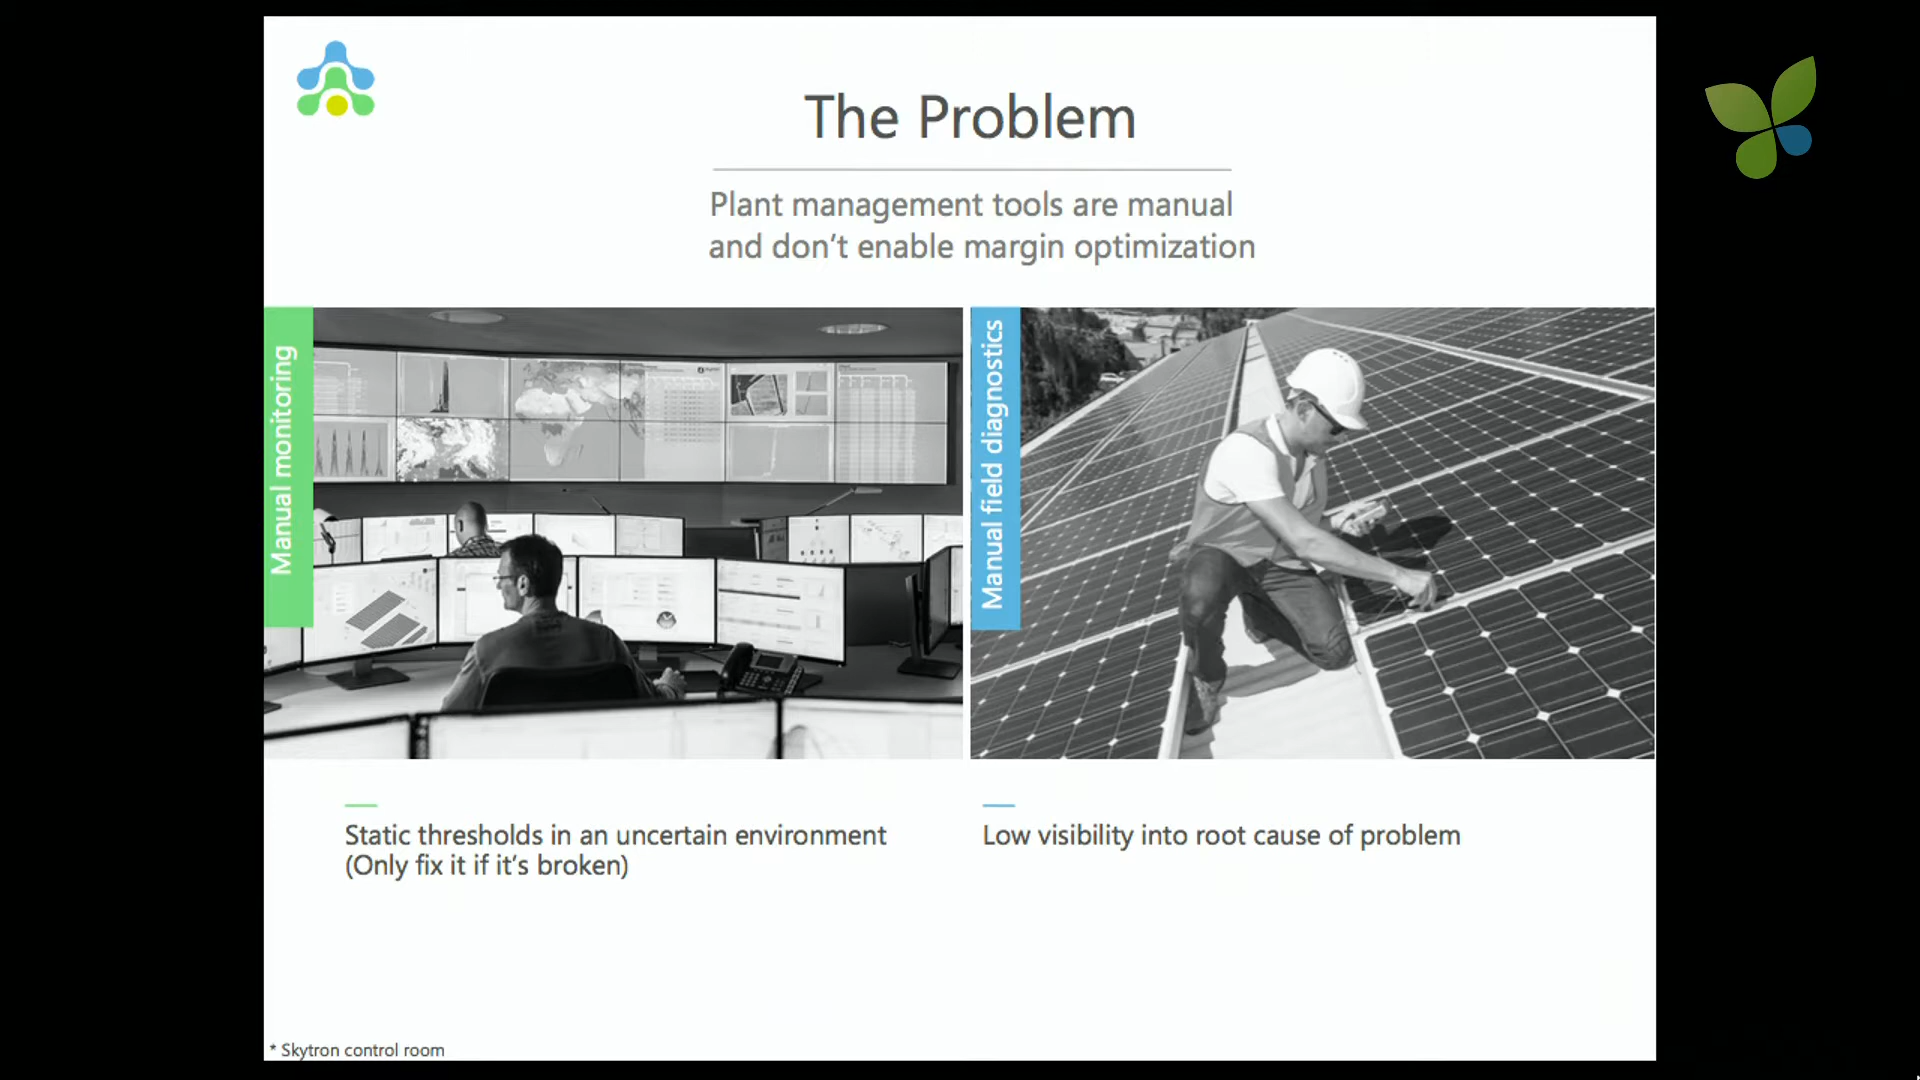 The Problem
Plant management tools are manual
and don't enable margin optimization
Manual monitoring
Manual field diagnostics
Static thresholds in an uncertain environment
(Only fix it if it's broken)
Low visibility into root cause of problem
* Skytron control room